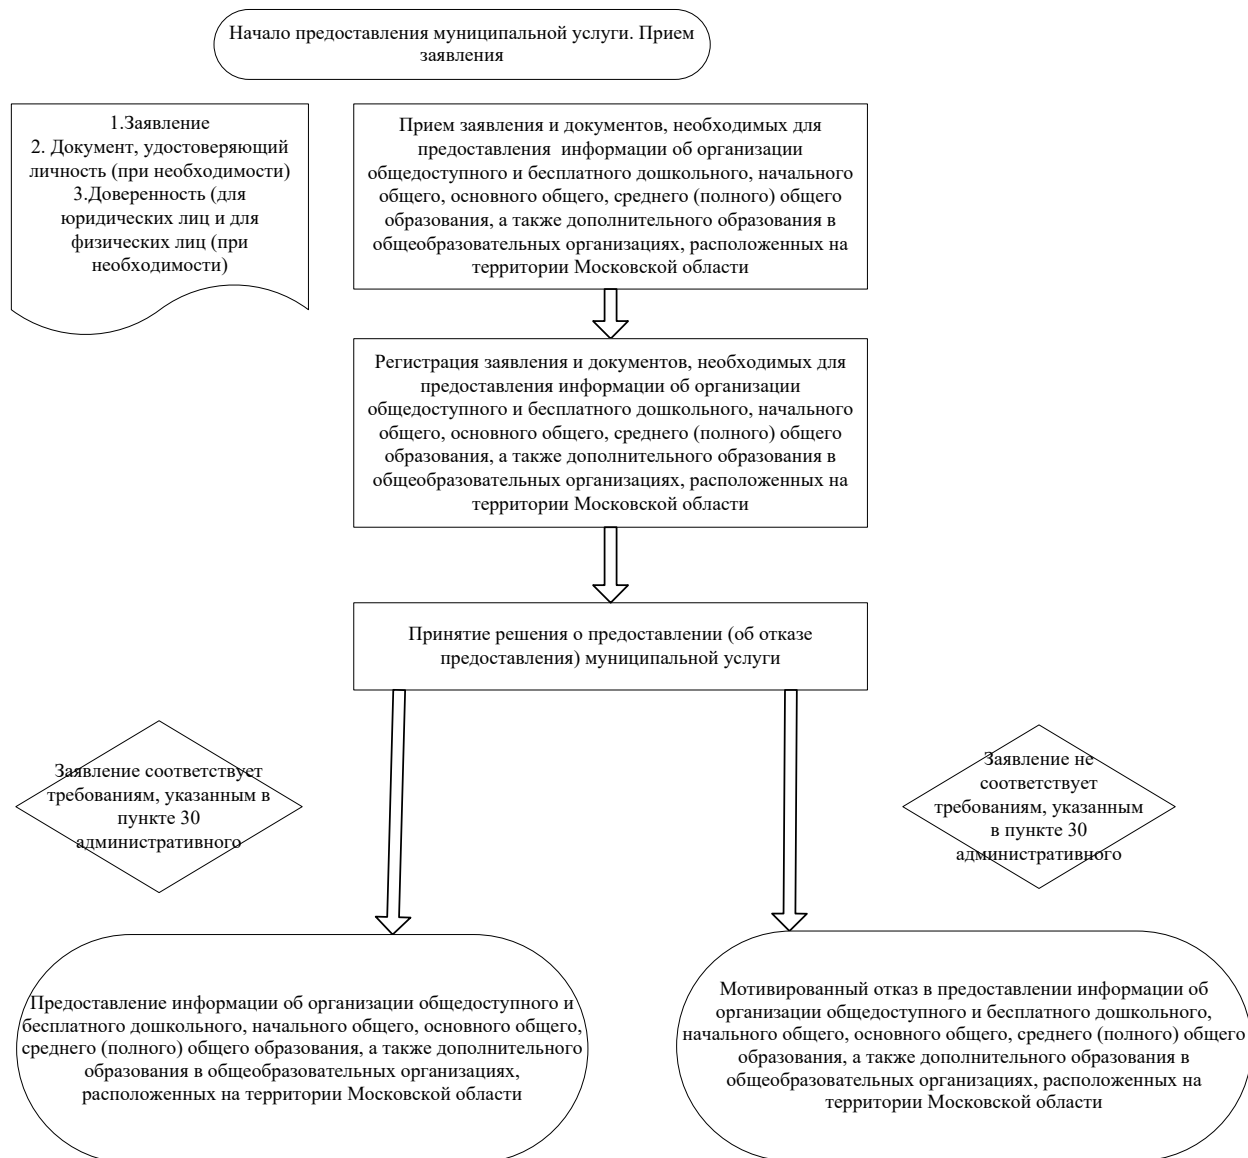 Начало предоставления муниципальной услуги. Прием
заявления
1.Заявление
2. Документ, удостоверяющий
личность (при необходимости)
3.Доверенность (для
юридических лиц и для
физических лиц (при
необходимости)
Прием заявления и документов, необходимых для
предоставления  информации об организации
общедоступного и бесплатного дошкольного, начального
общего, основного общего, среднего (полного) общего
образования, а также дополнительного образования в
общеобразовательных организациях, расположенных на
территории Московской области
Регистрация заявления и документов, необходимых для
предоставления информации об организации
общедоступного и бесплатного дошкольного, начального
общего, основного общего, среднего (полного) общего
образования, а также дополнительного образования в
общеобразовательных организациях, расположенных на
территории Московской области
Принятие решения о предоставлении (об отказе
предоставления) муниципальной услуги
Заявление соответствует
требованиям, указанным в
пункте 30
административного
Заявление не
соответствует
требованиям, указанным
в пункте 30
административного
Предоставление информации об организации общедоступного и
бесплатного дошкольного, начального общего, основного общего,
среднего (полного) общего образования, а также дополнительного
образования в общеобразовательных организациях,
расположенных на территории Московской области
Мотивированный отказ в предоставлении информации об
организации общедоступного и бесплатного дошкольного,
начального общего, основного общего, среднего (полного) общего
образования, а также дополнительного образования в
общеобразовательных организациях, расположенных на
территории Московской области